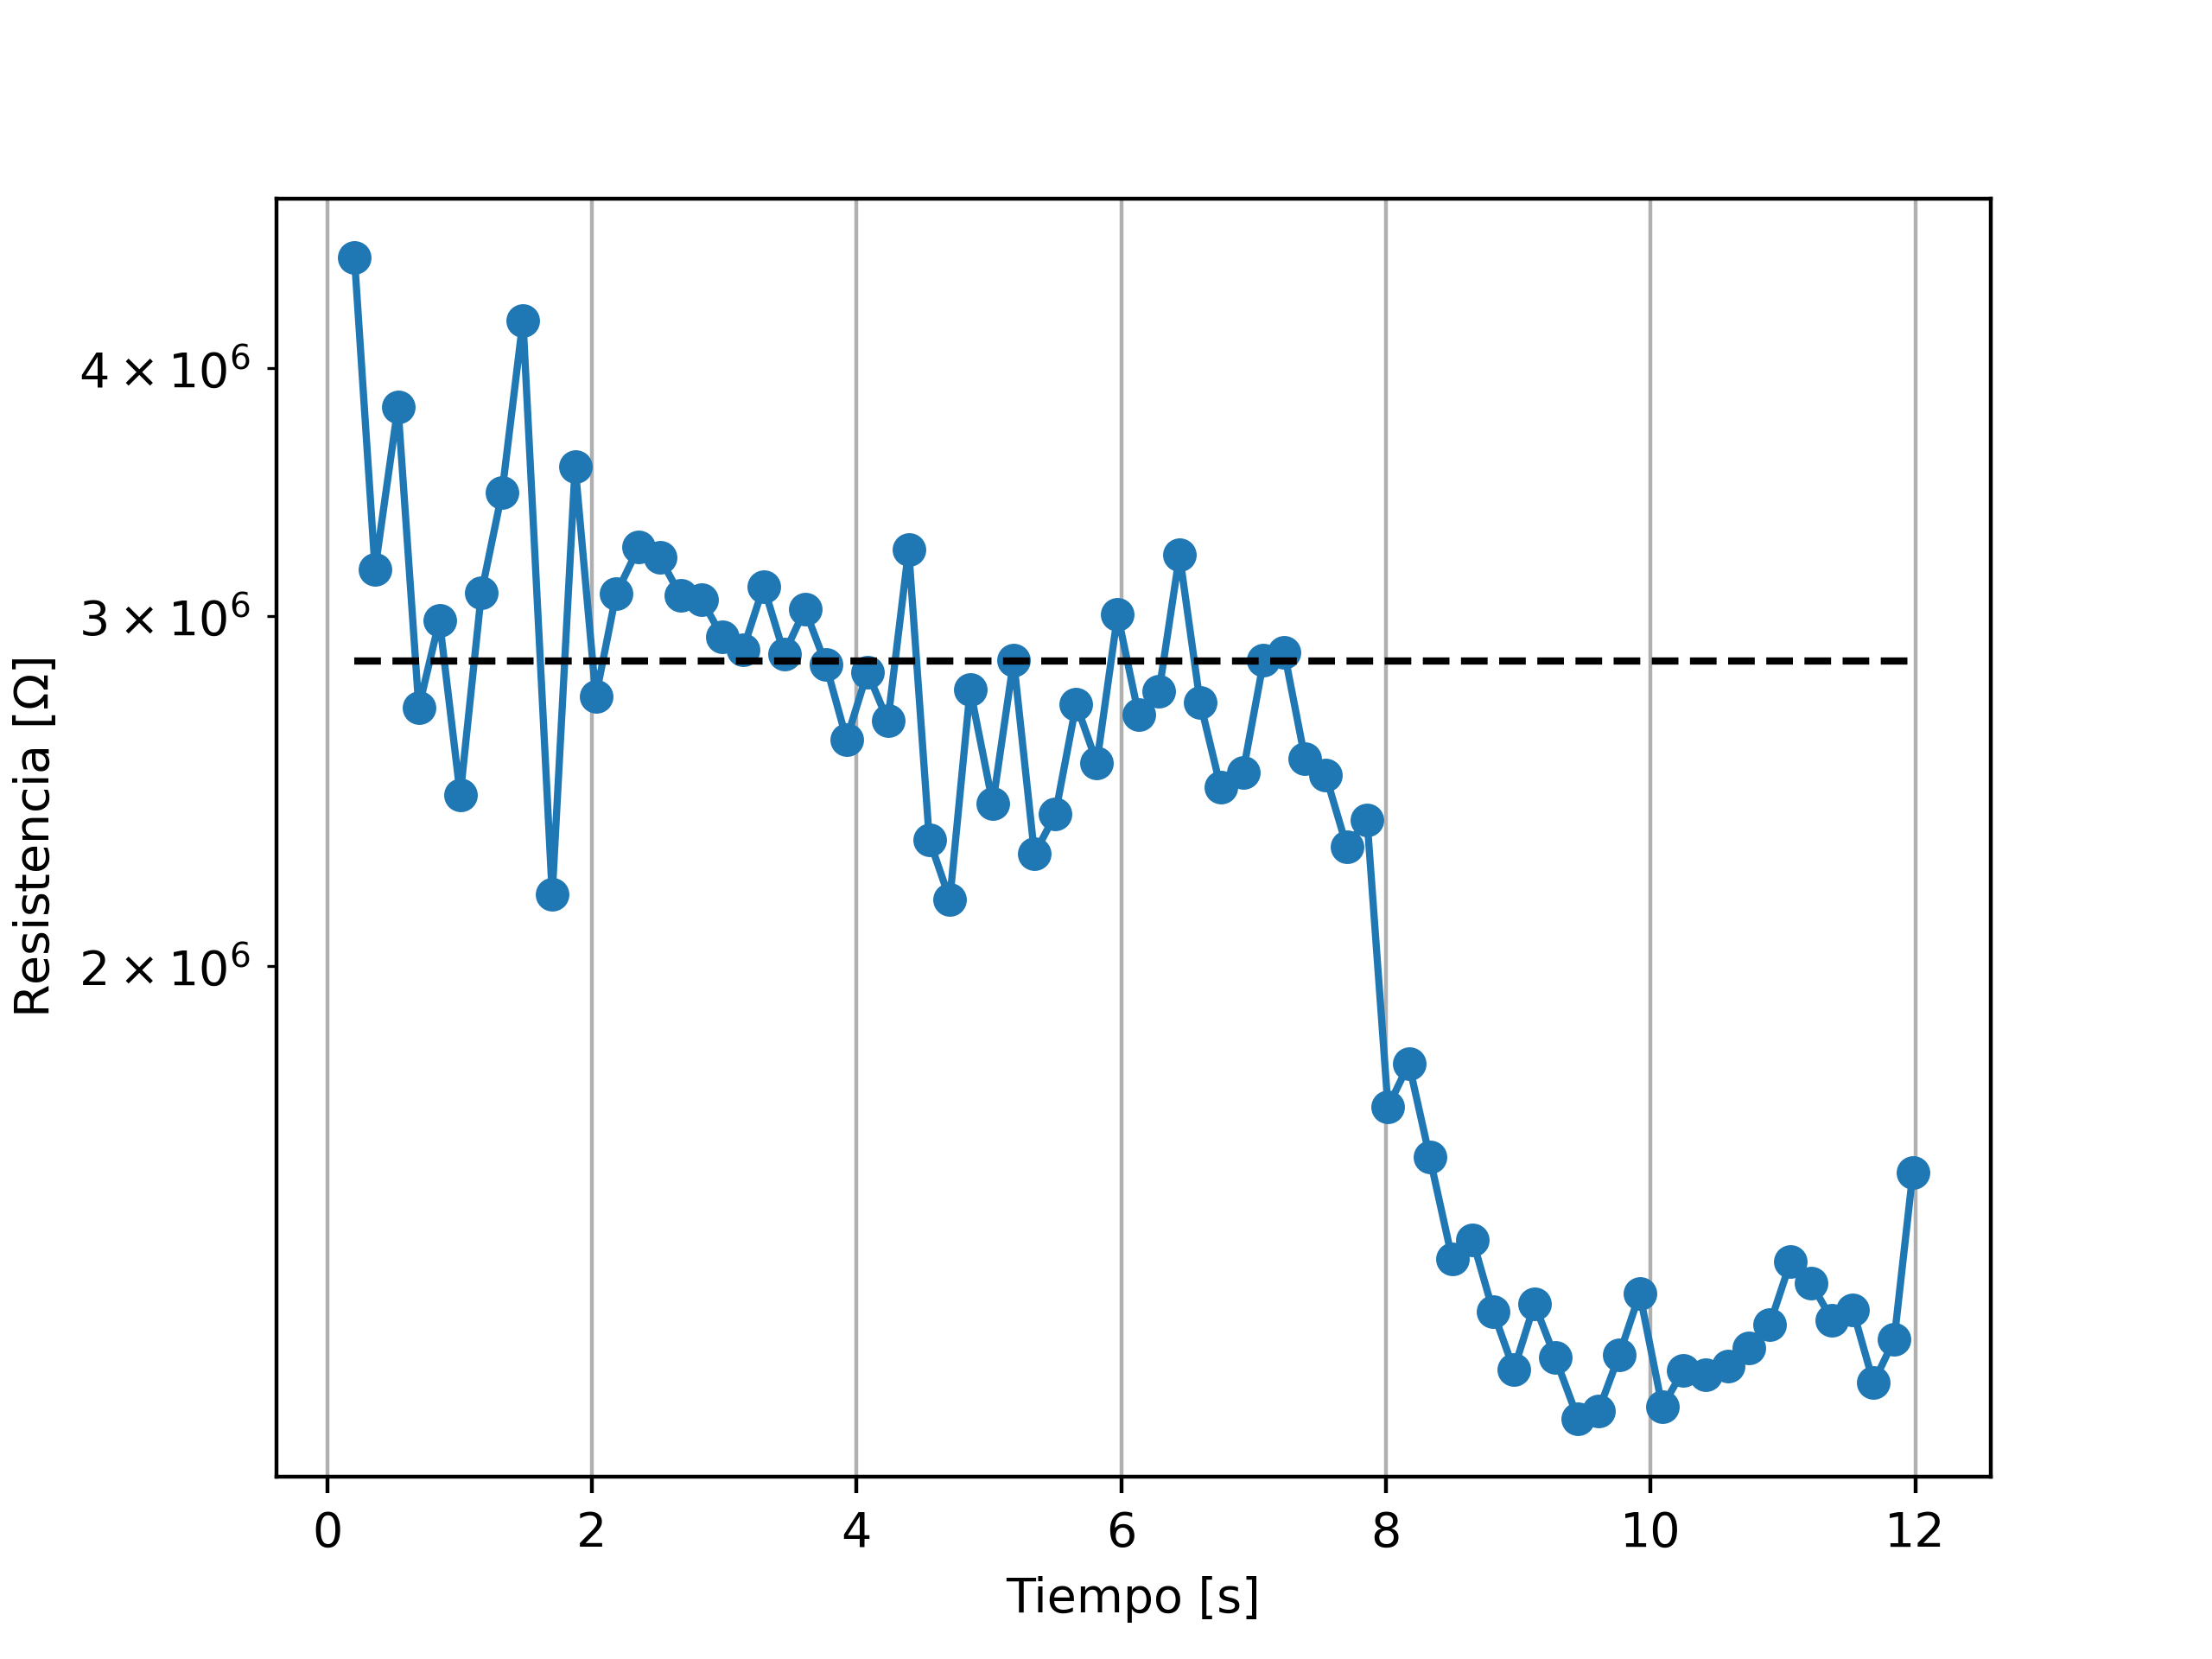 4 × 10⁶
3 × 10⁶
2 × 10⁶
Resistencia [Ω]
0 2 4 6 8 10 12
Tiempo [s]